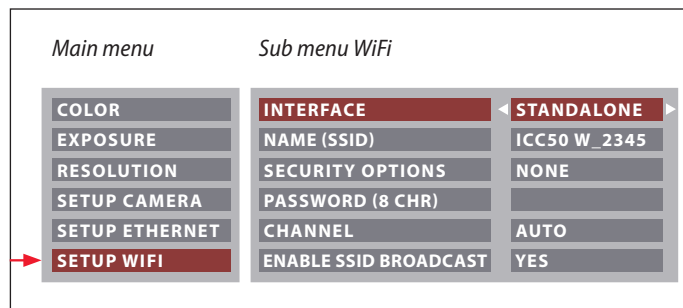 Main menu
Sub menu WiFi
COLOR
EXPOSURE
RESOLUTION
SETUP CAMERA
SETUP ETHERNET
SETUP WIFI
INTERFACE STANDALONE
NAME (SSID) ICC50 W_2345
SECURITY OPTIONS NONE
PASSWORD (8 CHR)
CHANNEL AUTO
ENABLE SSID BROADCAST YES